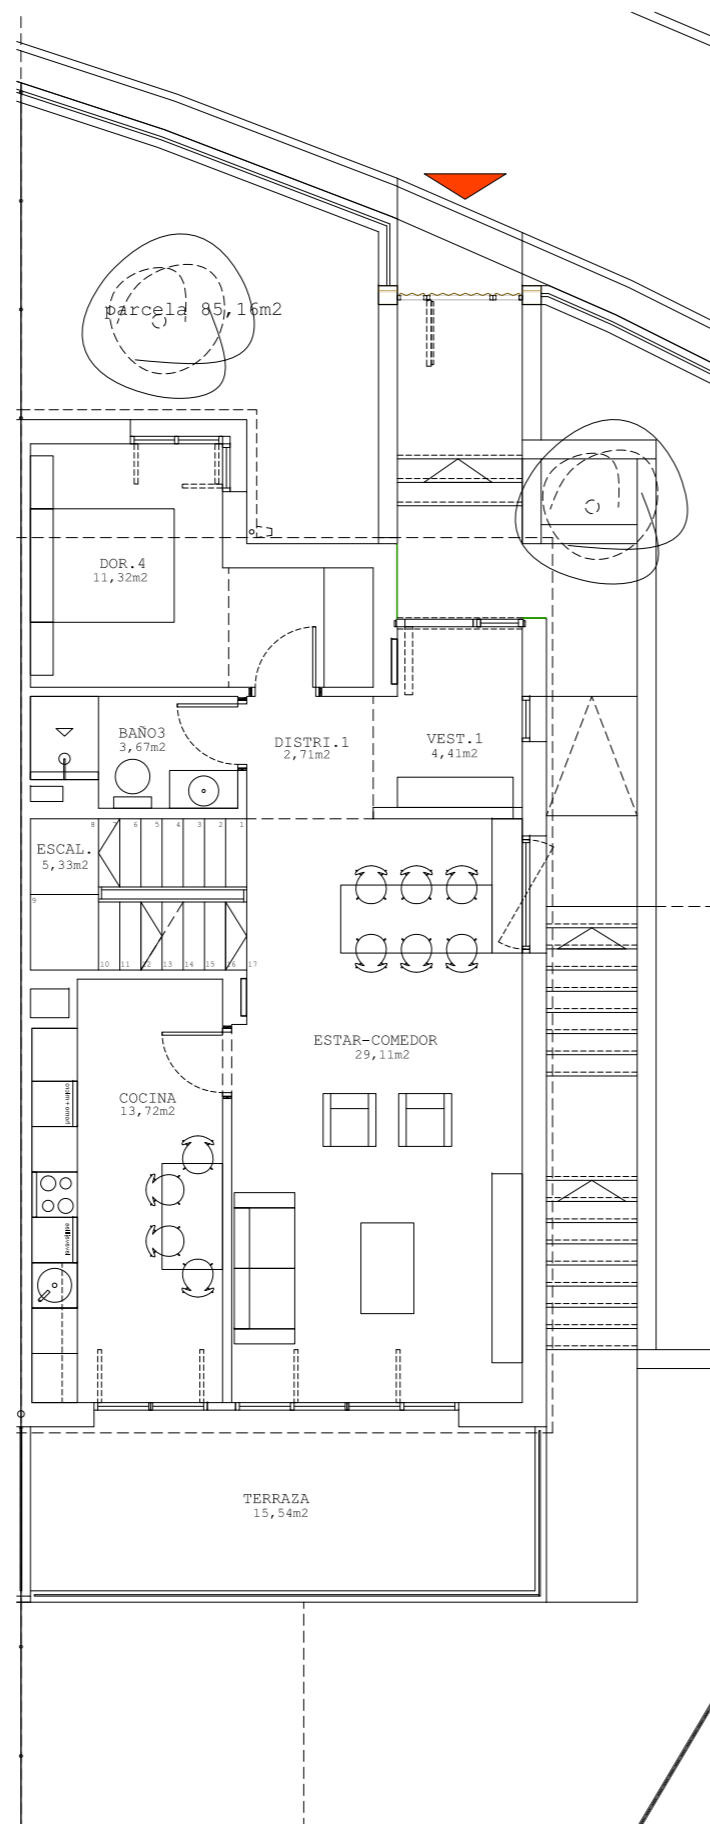 parcela 85,16m2
DOR.4
11,32m2
BAÑO3
3,67m2
DISTRI.1
2,71m2
VEST.1
4,41m2
8 7 6 5 4 3 2 1
ESCAL.
5,33m2
9
10 11 12 13 14 15 16 17
ESTAR-COMEDOR
29,11m2
COCINA
13,72m2
TERRAZA
15,54m2